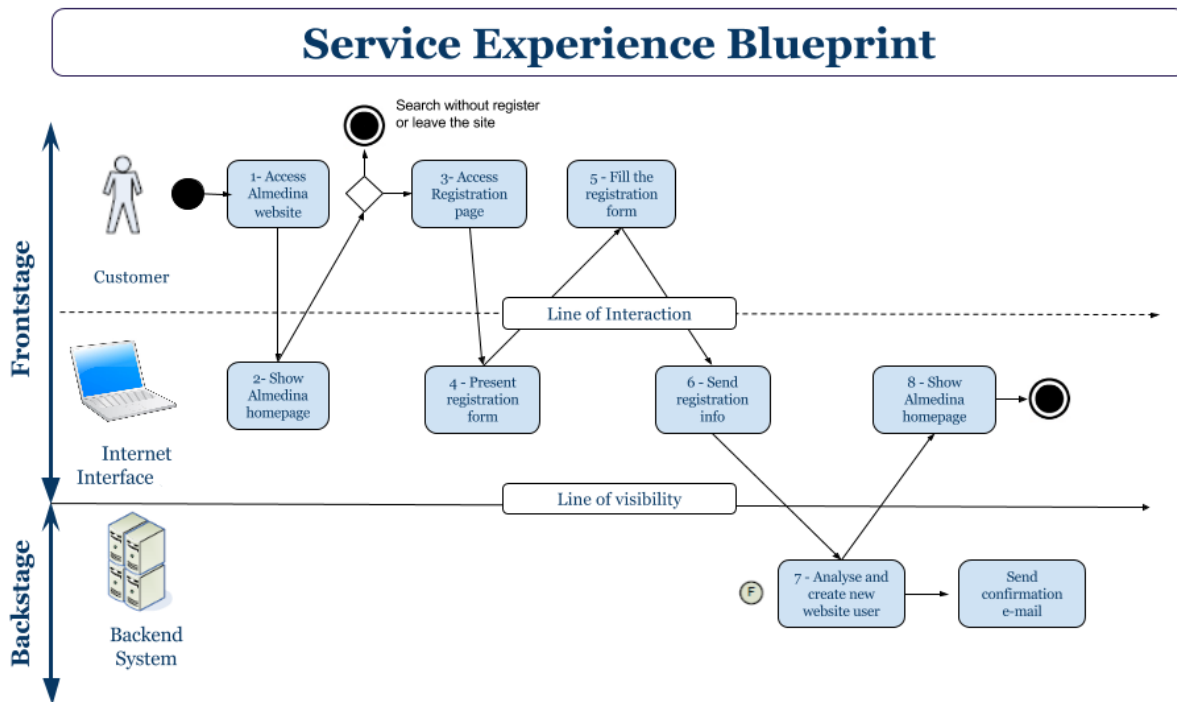 Service Experience Blueprint
Search without register
or leave the site
1- Access
Almedina
website
3- Access
Registration
page
5 - Fill the
registration
form
Customer
Frontstage
Line of Interaction
2- Show
Almedina
homepage
4 - Present
registration
form
6 - Send
registration
info
8 - Show
Almedina
homepage
Internet
Interface
Line of visibility
Backstage
F
7 - Analyse and
create new
website user
Send
confirmation
e-mail
Backend
System